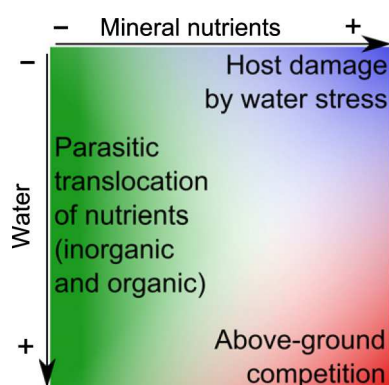 − Mineral nutrients +
−
Water
+
Host damage
by water stress
Parasitic
translocation
of nutrients
(inorganic
and organic)
Above-ground
competition